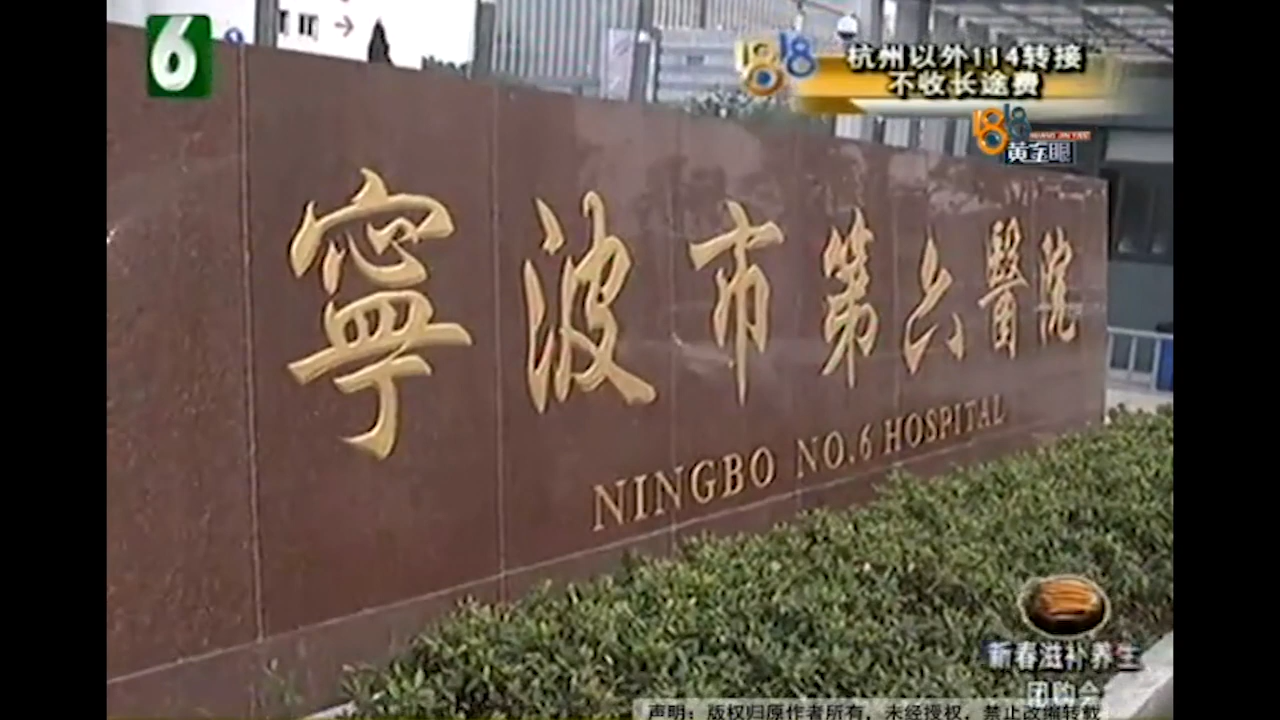 6
1818
杭州以外114转接
不收长途费
1818
黄金眼
寧波市第六醫院
NINGBO NO.6 HOSPITAL
新春滋补养生
团购会
声明：版权归原作者所有，未经授权，禁止改编转载